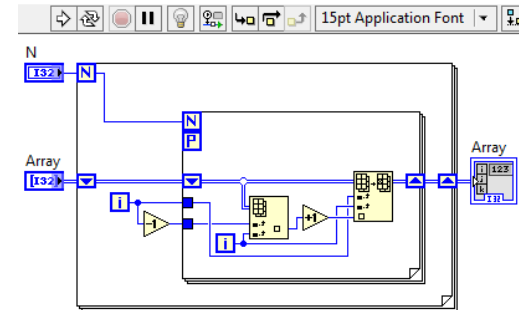 15pt Application Font
N
I32
N
N
P
Array
[I32]
i
-1
i
+1
Array
i
j
k
123
I32